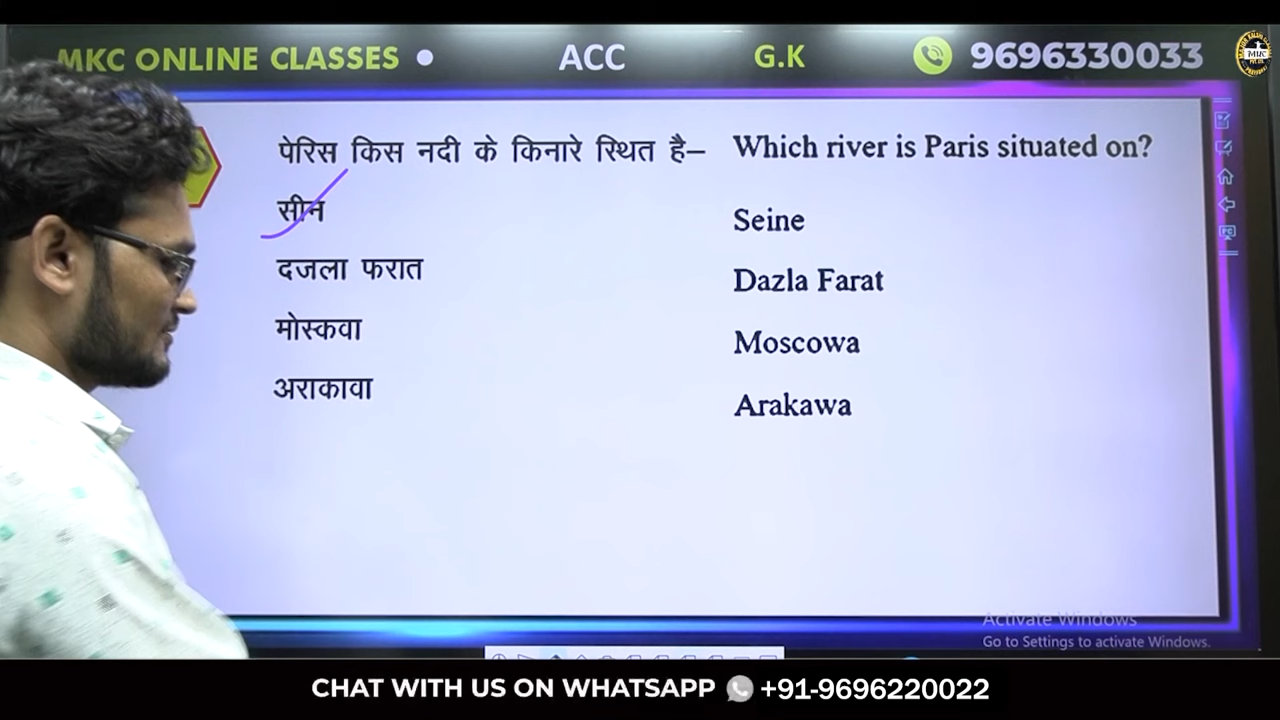 MKC ONLINE CLASSES • ACC G.K 9696330033
पेरिस किस नदी के किनारे स्थित है–
सीन
दजला फरात
मोस्कवा
अराकावा
Which river is Paris situated on?
Seine
Dazla Farat
Moscowa
Arakawa
Activate Windows
Go to Settings to activate Windows.
CHAT WITH US ON WHATSAPP +91-9696220022